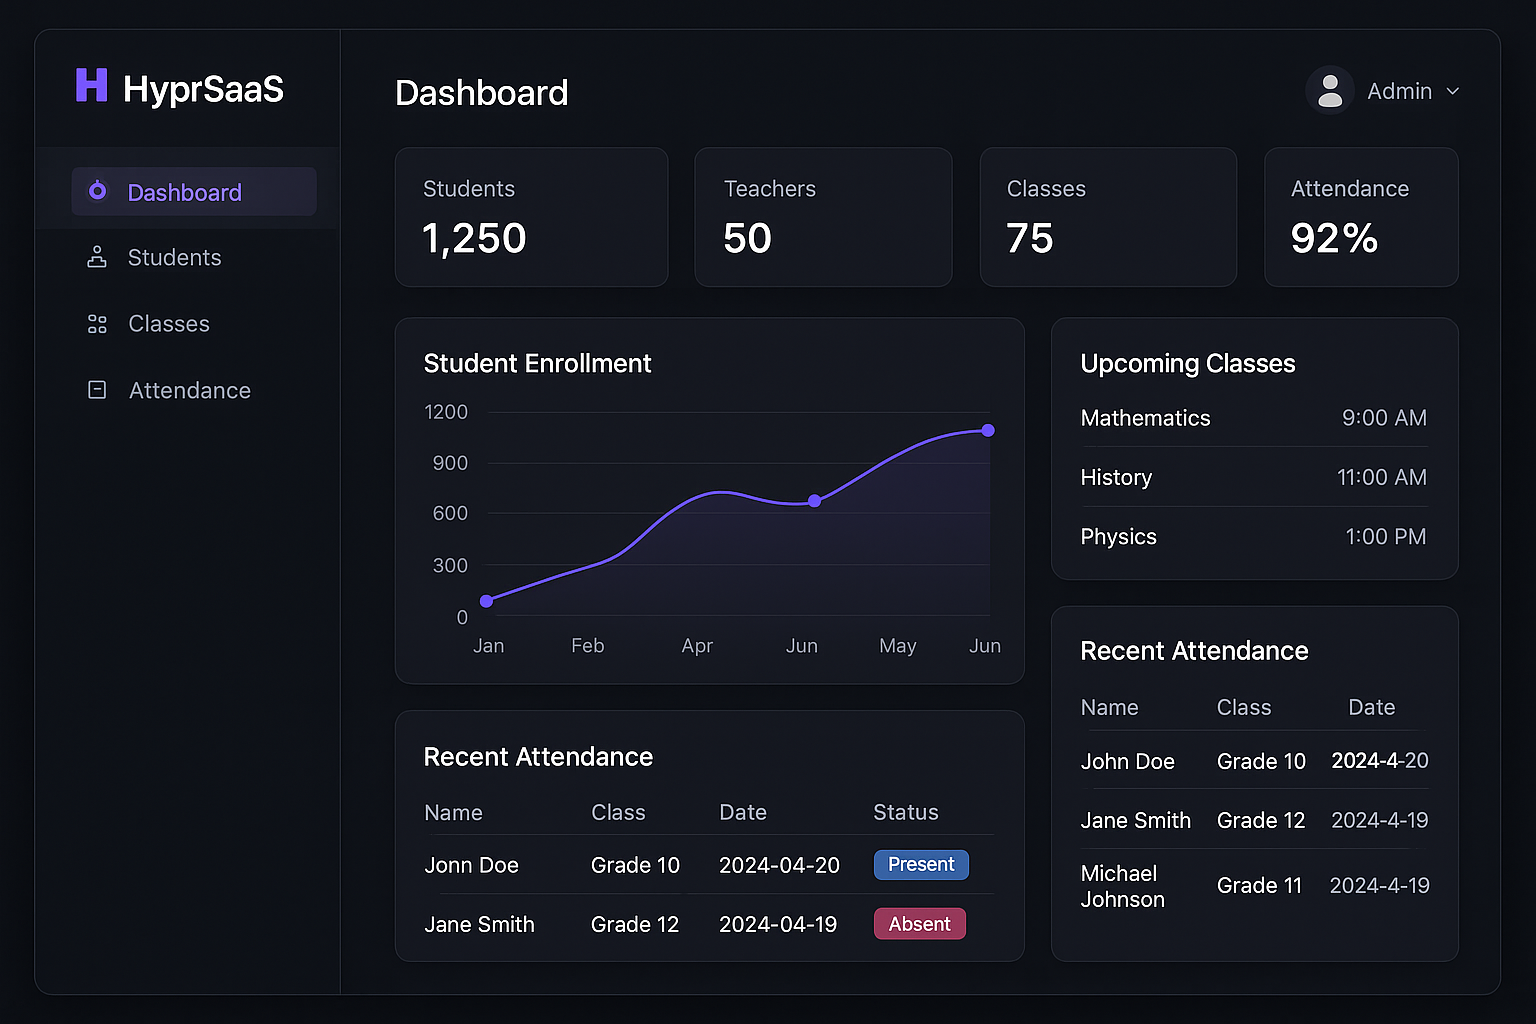 H HyprSaaS
Dashboard
Students
Classes
Attendance
Dashboard
Admin
Students
1,250
Teachers
50
Classes
75
Attendance
92%
Student Enrollment
1200
900
600
300
0
Jan Feb Apr Jun May Jun
Upcoming Classes
Mathematics 9:00 AM
History 11:00 AM
Physics 1:00 PM
Recent Attendance
Name Class Date Status
Jonn Doe Grade 10 2024-04-20 Present
Jane Smith Grade 12 2024-04-19 Absent
Recent Attendance
Name Class Date
John Doe Grade 10 2024-4-20
Jane Smith Grade 12 2024-4-19
Michael
Johnson Grade 11 2024-4-19